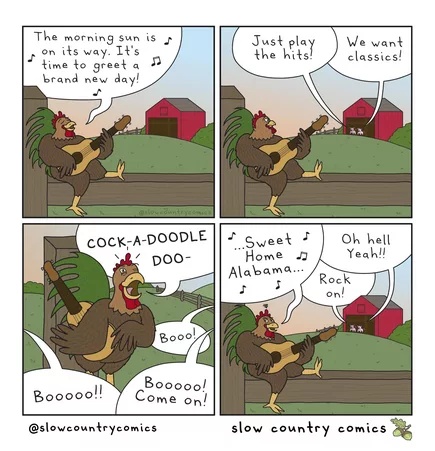 The morning sun is
on its way. It's
time to greet a
brand new day!
@slowcountrycomics
Just play
the hits!
We want
classics!
COCK-A-DOODLE
DOO-
Booo!
Booooo!!
Booooo!
Come on!
...Sweet
Home
Alabama...
Oh hell
Yeah!!
Rock
on!
@slowcountrycomics
slow country comics